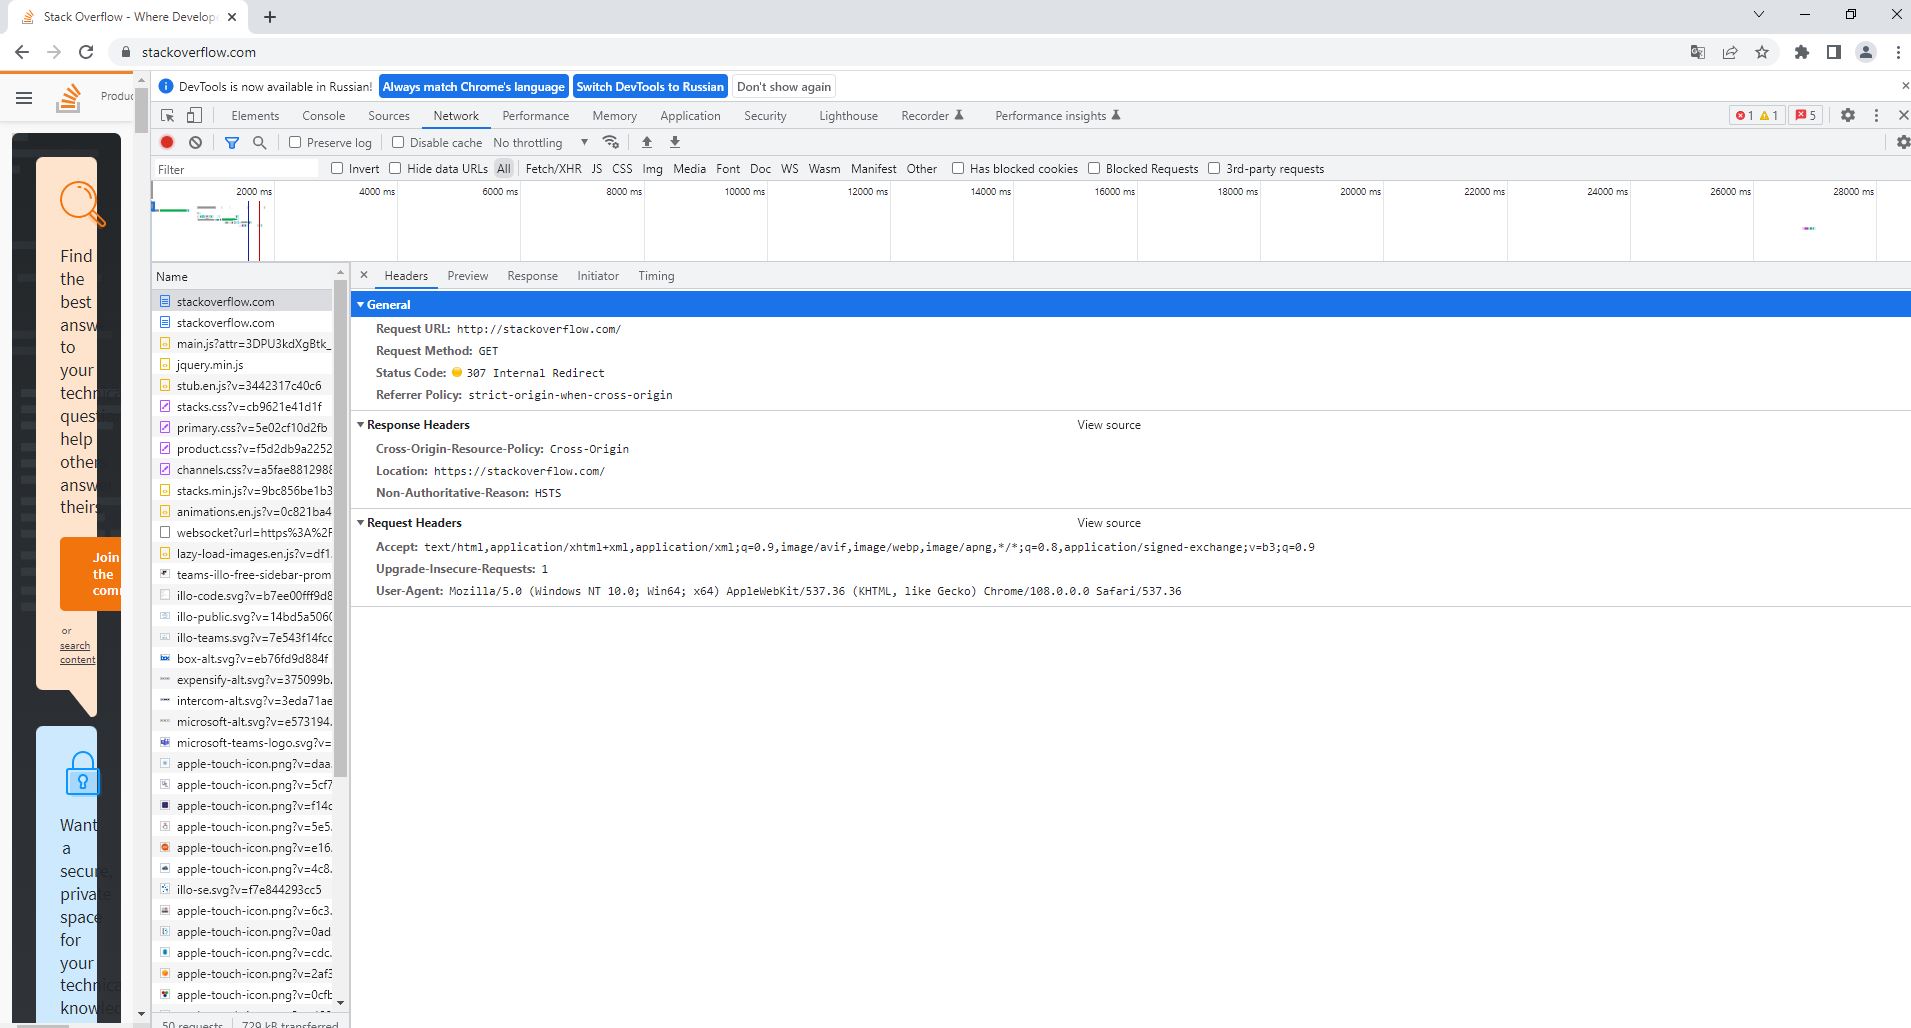 Stack Overflow - Where Develope
stackoverflow.com
Produc
DevTools is now available in Russian! Always match Chrome's language Switch DevTools to Russian Don't show again
Elements Console Sources Network Performance Memory Application Security Lighthouse Recorder Performance insights 1 1 5
Preserve log Disable cache No throttling
Filter Invert Hide data URLs All Fetch/XHR JS CSS Img Media Font Doc WS Wasm Manifest Other Has blocked cookies Blocked Requests 3rd-party requests
2000 ms 4000 ms 6000 ms 8000 ms 10000 ms 12000 ms 14000 ms 16000 ms 18000 ms 20000 ms 22000 ms 24000 ms 26000 ms 28000 ms
Find
the
best
answ
to
your
technica
questio
help
other
answ
theirs
Join
the
com
or
search
content
Want
a
secure,
private
space
for
your
technica
knowled
Name
stackoverflow.com
stackoverflow.com
main.js?attr=3DPU3kdXgBtk_
jquery.min.js
stub.en.js?v=3442317c40c6
stacks.css?v=cb9621e41d1f
primary.css?v=5e02cf10d2fb
product.css?v=f5d2db9a2252
channels.css?v=a5fae8812988
stacks.min.js?v=9bc856be1b3
animations.en.js?v=0c821ba4
websocket?url=https%3A%2F
lazy-load-images.en.js?v=df1.
teams-illo-free-sidebar-prom
illo-code.svg?v=b7ee00fff9d8
illo-public.svg?v=14bd5a5060
illo-teams.svg?v=7e543f14fcc
box-alt.svg?v=eb76fd9d884f
expensify-alt.svg?v=375099b.
intercom-alt.svg?v=3eda71ae
microsoft-alt.svg?v=e573194.
microsoft-teams-logo.svg?v=
apple-touch-icon.png?v=daa.
apple-touch-icon.png?v=5cf7
apple-touch-icon.png?v=f14c
apple-touch-icon.png?v=5e5.
apple-touch-icon.png?v=e16.
apple-touch-icon.png?v=4c8.
illo-se.svg?v=f7e844293cc5
apple-touch-icon.png?v=6c3.
apple-touch-icon.png?v=0ad
apple-touch-icon.png?v=cdc.
apple-touch-icon.png?v=2af3
apple-touch-icon.png?v=0cfb
50 requests 729 kB transferred
Headers Preview Response Initiator Timing
General
Request URL: http://stackoverflow.com/
Request Method: GET
Status Code: 307 Internal Redirect
Referrer Policy: strict-origin-when-cross-origin
Response Headers View source
Cross-Origin-Resource-Policy: Cross-Origin
Location: https://stackoverflow.com/
Non-Authoritative-Reason: HSTS
Request Headers View source
Accept: text/html,application/xhtml+xml,application/xml;q=0.9,image/avif,image/webp,image/apng,*/*;q=0.8,application/signed-exchange;v=b3;q=0.9
Upgrade-Insecure-Requests: 1
User-Agent: Mozilla/5.0 (Windows NT 10.0; Win64; x64) AppleWebKit/537.36 (KHTML, like Gecko) Chrome/108.0.0.0 Safari/537.36